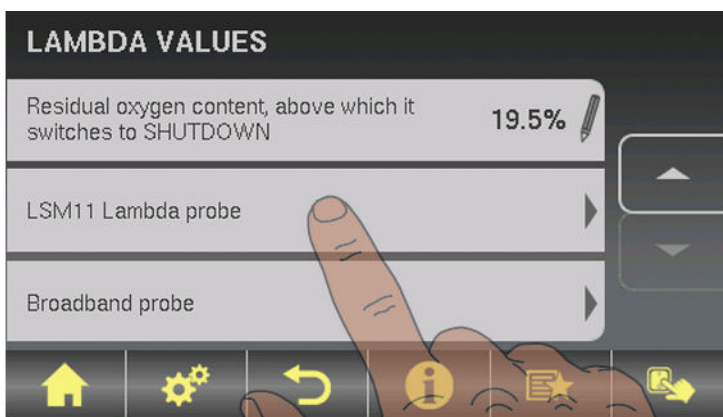 LAMBDA VALUES
Residual oxygen content, above which it
switches to SHUTDOWN
19.5%
LSM11 Lambda probe
Broadband probe